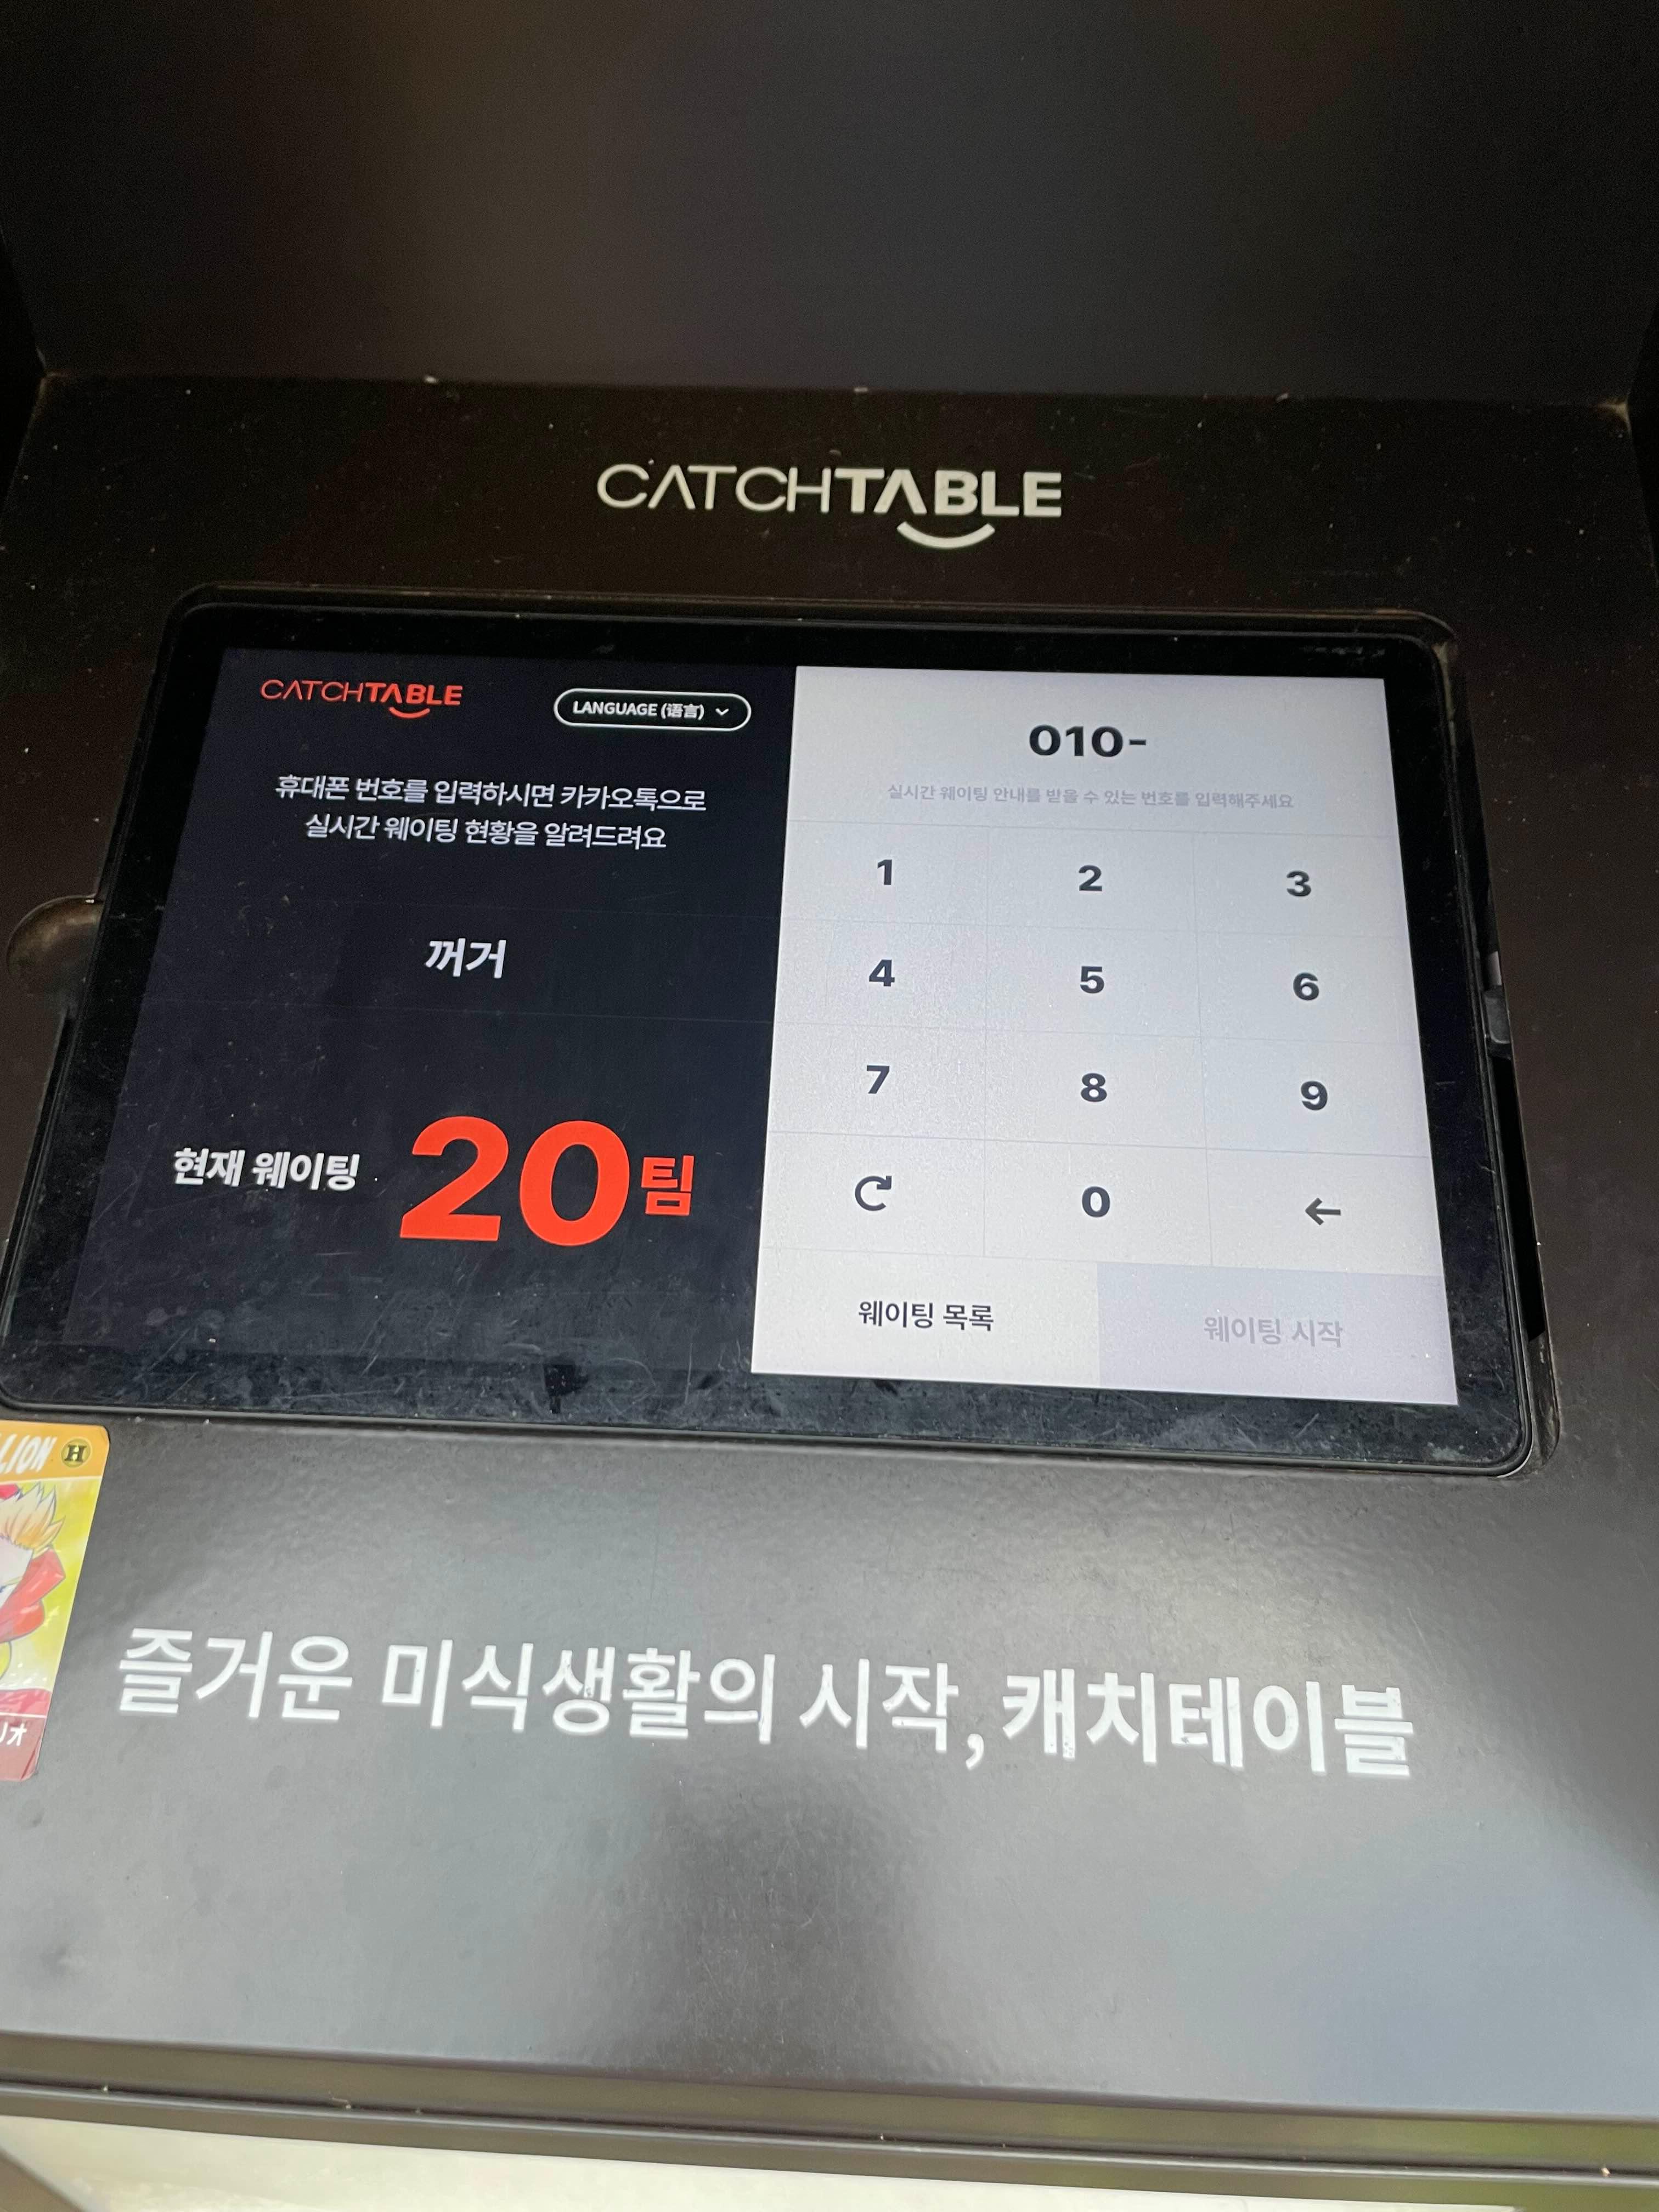 CATCHTABLE
CATCHTABLE
LANGUAGE (语言)
휴대폰 번호를 입력하시면 카카오톡으로
실시간 웨이팅 현황을 알려드려요
꺼거
현재 웨이팅 20팀
010-
실시간 웨이팅 안내를 받을 수 있는 번호를 입력해주세요
1 2 3
4 5 6
7 8 9
0
웨이팅 목록
웨이팅 시작
LION H
リオ
즐거운 미식생활의 시작, 캐치테이블